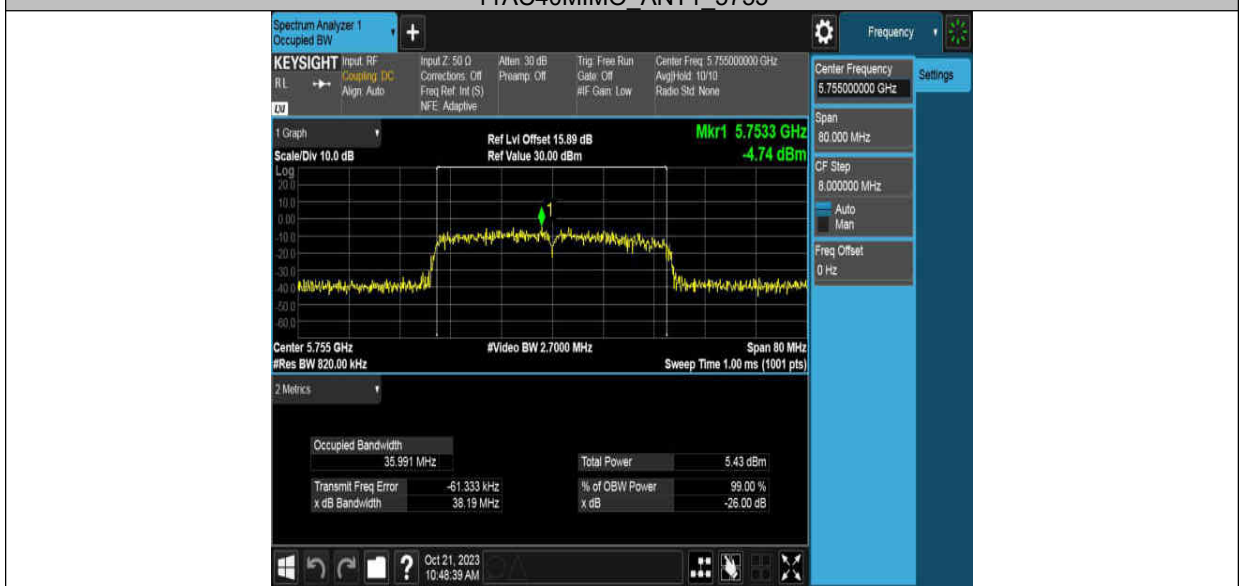 11AC40MIMO_ANT1_5755
Spectrum Analyzer 1
Occupied BW
+
Frequency
KEYSIGHT
RL
LXI
Input: RF
Coupling: DC
Align: Auto
Input Z: 50 Ω
Corrections: Off
Freq Ref: Int (S)
NFE: Adaptive
Atten: 30 dB
Preamp: Off
Trig: Free Run
Gate: Off
#IF Gain: Low
Center Freq: 5.755000000 GHz
Avg|Hold: 10/10
Radio Std: None
Center Frequency
5.755000000 GHz
Settings
Span
80.000 MHz
CF Step
8.000000 MHz
Auto
Man
Freq Offset
0 Hz
1 Graph
Scale/Div 10.0 dB
Ref Lvl Offset 15.89 dB
Ref Value 30.00 dBm
Mkr1 5.7533 GHz
-4.74 dBm
Log
20.0
10.0
0.00
-10.0
-20.0
-30.0
-40.0
-50.0
-60.0
1
Center 5.755 GHz
#Res BW 820.00 kHz
#Video BW 2.7000 MHz
Span 80 MHz
Sweep Time 1.00 ms (1001 pts)
2 Metrics
Occupied Bandwidth
35.991 MHz
Total Power 5.43 dBm
Transmit Freq Error -61.333 kHz % of OBW Power 99.00 %
x dB Bandwidth 38.19 MHz x dB -26.00 dB
?
Oct 21, 2023
10:48:39 AM